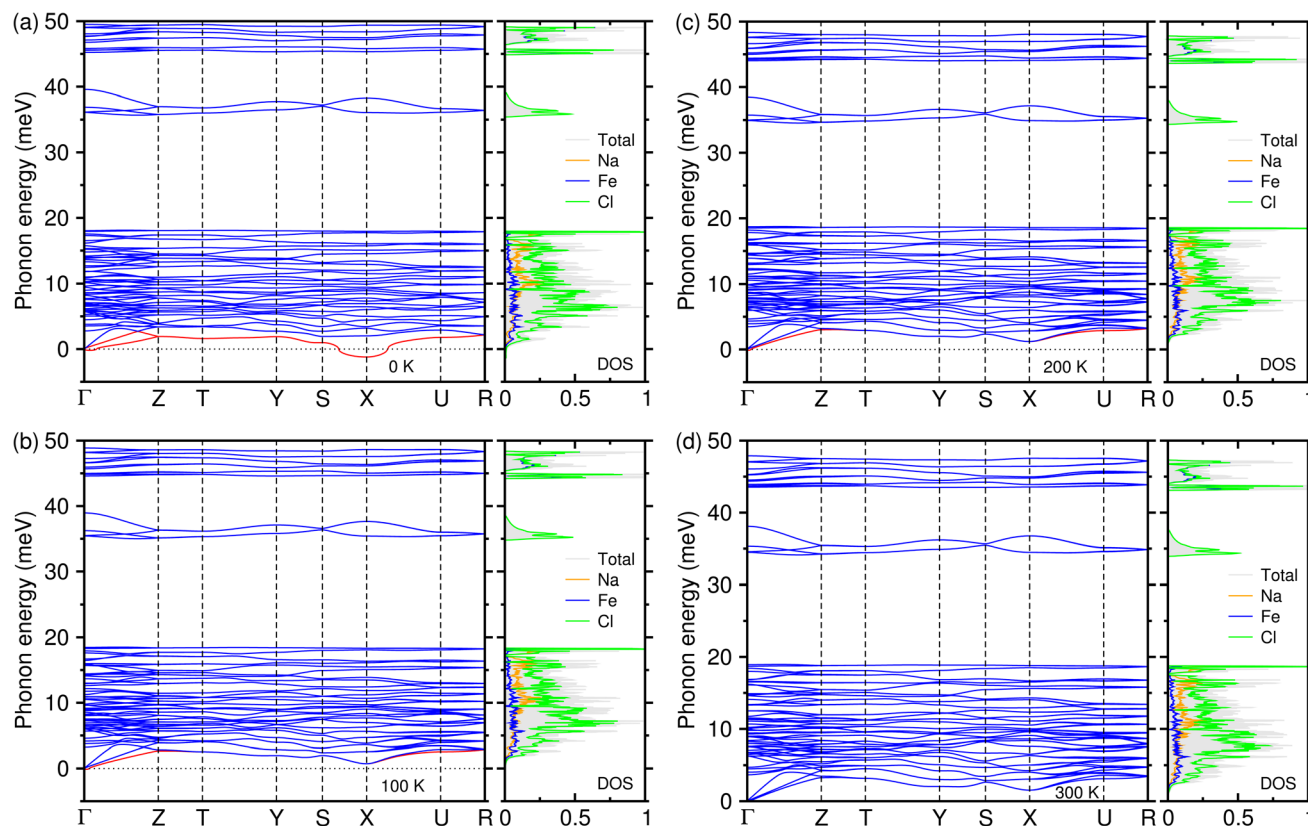 (a)
Phonon energy (meV)
50
40
30
20
10
0
Γ Z T Y S X U R
0 K
Total
Na
Fe
Cl
DOS
0 0.5 1
(c)
Phonon energy (meV)
50
40
30
20
10
0
Γ Z T Y S X U R
200 K
Total
Na
Fe
Cl
DOS
0 0.5 1
(b)
Phonon energy (meV)
50
40
30
20
10
0
Γ Z T Y S X U R
100 K
Total
Na
Fe
Cl
DOS
0 0.5 1
(d)
Phonon energy (meV)
50
40
30
20
10
0
Γ Z T Y S X U R
300 K
Total
Na
Fe
Cl
DOS
0 0.5 1